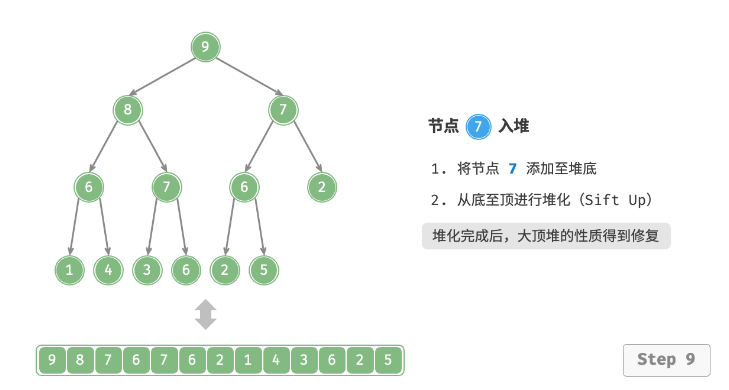 9
8 7
6 7 6 2
1 4 3 6 2 5
9 8 7 6 7 6 2 1 4 3 6 2 5
节点 7 入堆
1. 将节点 7 添加至堆底
2. 从底至顶进行堆化（Sift Up）
堆化完成后，大顶堆的性质得到修复
Step 9